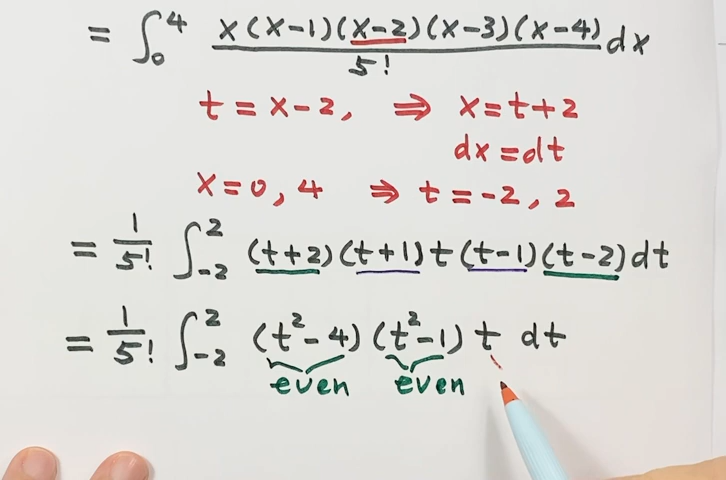 = ∫₀⁴ x(x-1)(x-2)(x-3)(x-4)/5! dx
t = x-2, ⇒ x=t+2
dx=dt
x=0, 4 ⇒ t=-2, 2
= 1/5! ∫₋₂² (t+2)(t+1)t(t-1)(t-2)dt
= 1/5! ∫₋₂² (t²-4)(t²-1) t dt
even even